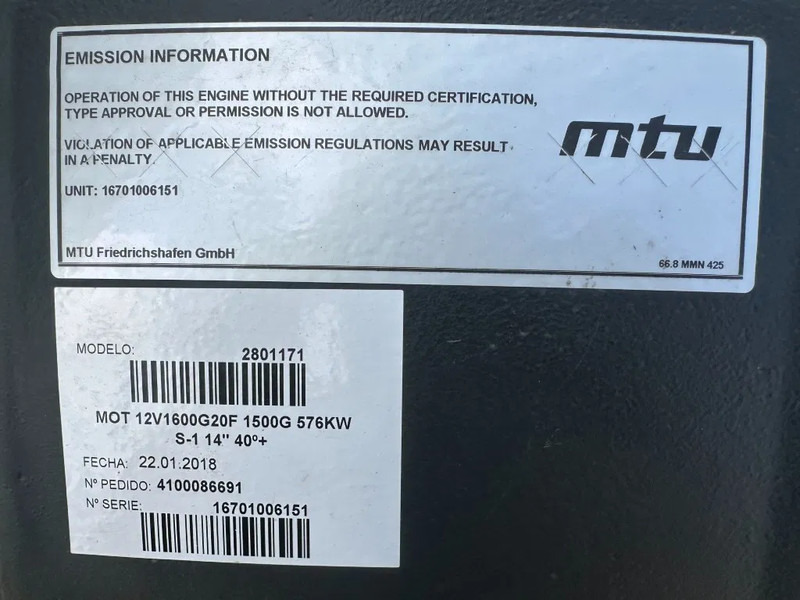 EMISSION INFORMATION
OPERATION OF THIS ENGINE WITHOUT THE REQUIRED CERTIFICATION,
TYPE APPROVAL OR PERMISSION IS NOT ALLOWED.
VIOLATION OF APPLICABLE EMISSION REGULATIONS MAY RESULT
IN A PENALTY.
mtu
UNIT: 16701006151
MTU Friedrichshafen GmbH
66.8 MMN 425
MODELO: 2801171
MOT 12V1600G20F 1500G 576KW
S-1 14" 40º+
FECHA: 22.01.2018
Nº PEDIDO: 4100086691
Nº SERIE: 16701006151